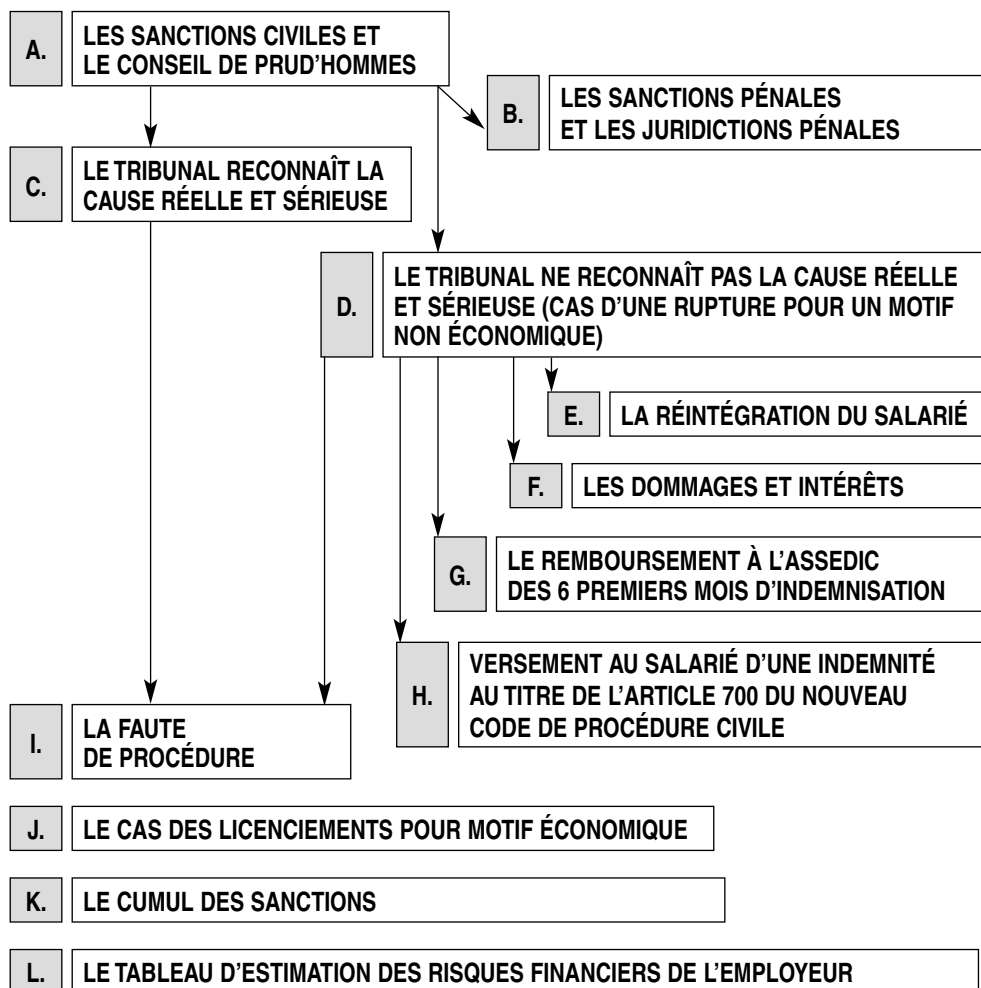 A. LES SANCTIONS CIVILES ET
LE CONSEIL DE PRUD'HOMMES
B. LES SANCTIONS PÉNALES
ET LES JURIDICTIONS PÉNALES
C. LE TRIBUNAL RECONNAÎT LA
CAUSE RÉELLE ET SÉRIEUSE
D. LE TRIBUNAL NE RECONNAÎT PAS LA CAUSE RÉELLE
ET SÉRIEUSE (CAS D'UNE RUPTURE POUR UN MOTIF
NON ÉCONOMIQUE)
E. LA RÉINTÉGRATION DU SALARIÉ
F. LES DOMMAGES ET INTÉRÊTS
G. LE REMBOURSEMENT À L'ASSEDIC
DES 6 PREMIERS MOIS D'INDEMNISATION
H. VERSEMENT AU SALARIÉ D'UNE INDEMNITÉ
AU TITRE DE L'ARTICLE 700 DU NOUVEAU
CODE DE PROCÉDURE CIVILE
I. LA FAUTE
DE PROCÉDURE
J. LE CAS DES LICENCIEMENTS POUR MOTIF ÉCONOMIQUE
K. LE CUMUL DES SANCTIONS
L. LE TABLEAU D'ESTIMATION DES RISQUES FINANCIERS DE L'EMPLOYEUR